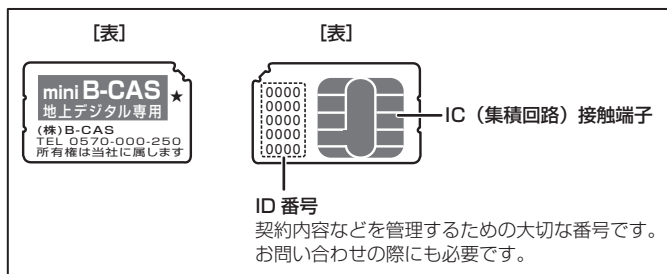 [表]
mini B-CAS
地上デジタル専用
★
(株)B-CAS
TEL 0570-000-250
所有権は当社に属します
[表]
0000
0000
0000
0000
0000
IC(集積回路)接触端子
ID 番号
契約内容などを管理するための大切な番号です。
お問い合わせの際にも必要です。